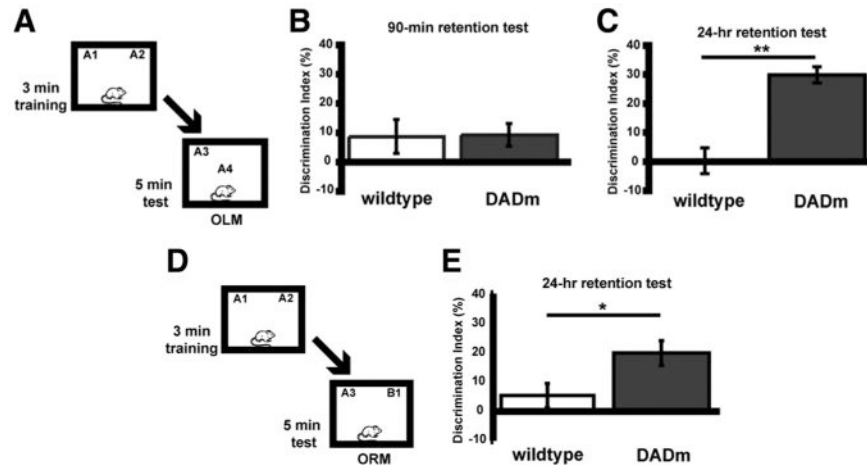 A
A1 A2
3 min
training
A3
A4
5 min
test
OLM
B
90-min retention test
Discrimination Index (%)
40
30
20
10
0
-10
wildtype DADm
C
24-hr retention test
**
Discrimination Index (%)
40
30
20
10
0
-10
wildtype DADm
D
A1 A2
3 min
training
A3 B1
5 min
test
ORM
E
24-hr retention test
*
Discrimination Index (%)
40
30
20
10
0
-10
wildtype DADm